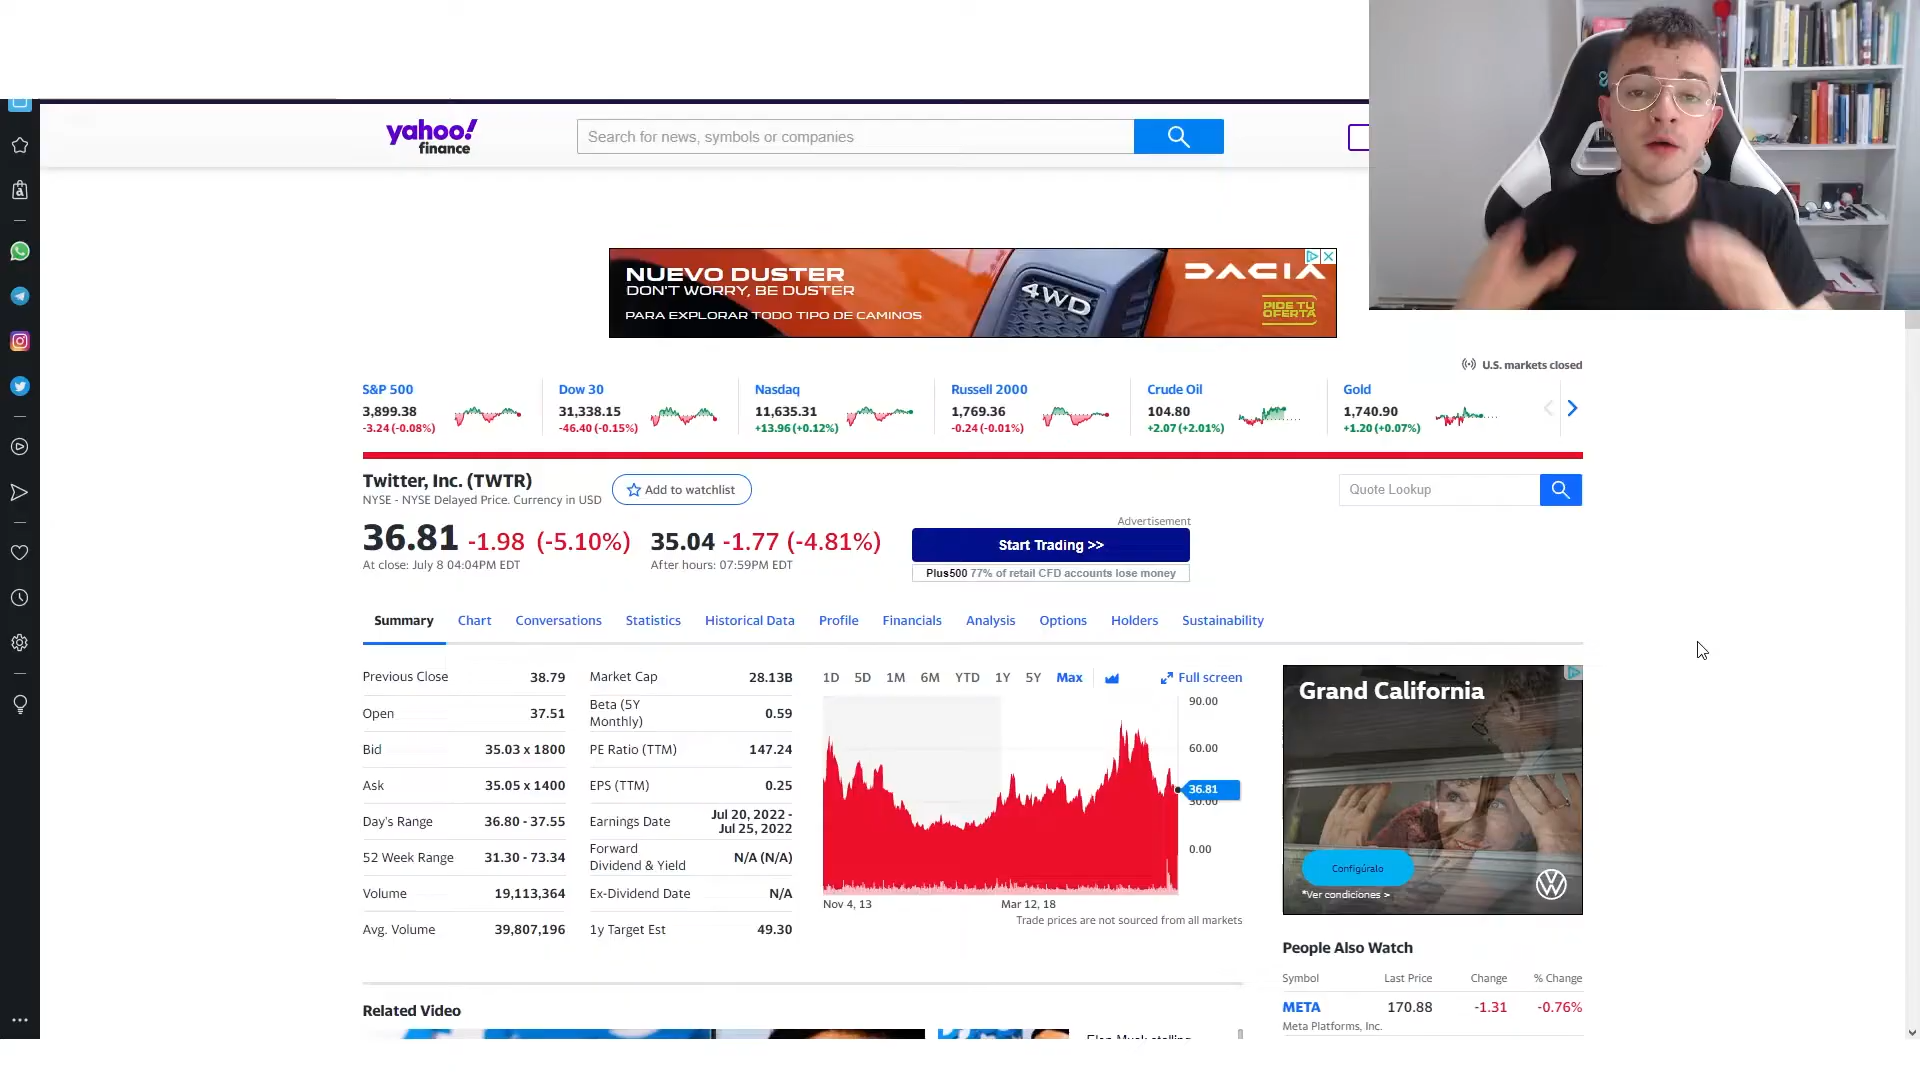 yahoo!
finance
Search for news, symbols or companies
NUEVO DUSTER
DON'T WORRY, BE DUSTER
PARA EXPLORAR TODO TIPO DE CAMINOS
4WD
DACIA
PIDE TU
OFERTA
U.S. markets closed
S&P 500
3,899.38
-3.24 (-0.08%)
Dow 30
31,338.15
-46.40 (-0.15%)
Nasdaq
11,635.31
+13.96 (+0.12%)
Russell 2000
1,769.36
-0.24 (-0.01%)
Crude Oil
104.80
+2.07 (+2.01%)
Gold
1,740.90
+1.20 (+0.07%)
Twitter, Inc. (TWTR)
NYSE - NYSE Delayed Price. Currency in USD
Add to watchlist
Quote Lookup
36.81 -1.98 (-5.10%)
At close: July 8 04:04PM EDT
35.04 -1.77 (-4.81%)
After hours: 07:59PM EDT
Advertisement
Start Trading >>
Plus500 77% of retail CFD accounts lose money
Summary Chart Conversations Statistics Historical Data Profile Financials Analysis Options Holders Sustainability
Previous Close 38.79
Open 37.51
Bid 35.03 x 1800
Ask 35.05 x 1400
Day's Range 36.80 - 37.55
52 Week Range 31.30 - 73.34
Volume 19,113,364
Avg. Volume 39,807,196
Market Cap 28.13B
Beta (5Y
Monthly) 0.59
PE Ratio (TTM) 147.24
EPS (TTM) 0.25
Earnings Date Jul 20, 2022 -
Jul 25, 2022
Forward
Dividend & Yield N/A (N/A)
Ex-Dividend Date N/A
1y Target Est 49.30
1D 5D 1M 6M YTD 1Y 5Y Max Full screen
90.00
60.00
36.81
30.00
0.00
Nov 4, 13 Mar 12, 18
Trade prices are not sourced from all markets
Grand California
Configúralo
*Ver condiciones >
People Also Watch
Symbol Last Price Change % Change
META 170.88 -1.31 -0.76%
Meta Platforms, Inc.
Related Video
Elon Musk stalling